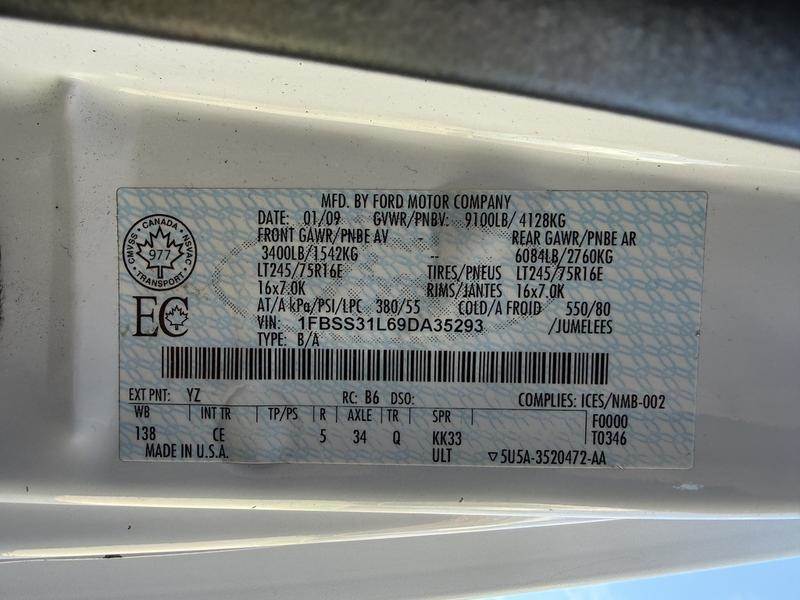 MFD. BY FORD MOTOR COMPANY
DATE: 01/09 GVWR/PNBV: 9100LB/ 4128KG
FRONT GAWR/PNBE AV -- REAR GAWR/PNBE AR
3400LB/1542KG 6084LB/2760KG
LT245/75R16E TIRES/PNEUS LT245/75R16E
16x7.0K RIMS/JANTES 16x7.0K
AT/A kPa/PSI/LPC 380/55 COLD/A FROID 550/80
VIN: 1FBSS31L69DA35293 /JUMELEES
TYPE: B/A
CANADA
CMVSS NSVAC
977
TRANSPORT
EC
EXT PNT: YZ RC: B6 DSO: COMPLIES: ICES/NMB-002
WB INT TR TP/PS R AXLE TR SPR F0000
138 CE 5 34 Q KK33 T0346
MADE IN U.S.A. ULT ▽5U5A-3520472-AA